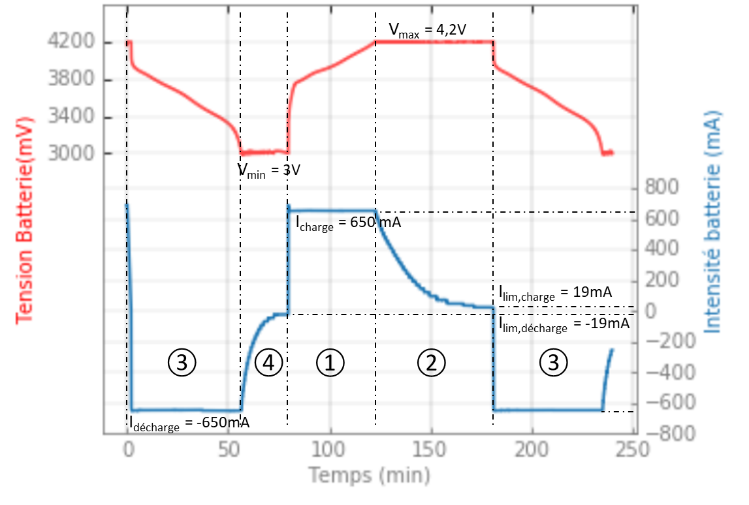 Vmax = 4,2V
4200
3800
3400
3000
Tension Batterie(mV)
Vmin = 3V
800
600
400
200
0
−200
−400
−600
−800
Intensité batterie (mA)
Icharge = 650 mA
Ilim,charge = 19mA
Ilim,décharge = -19mA
3
4
1
2
3
Idécharge = -650mA
0 50 100 150 200 250
Temps (min)